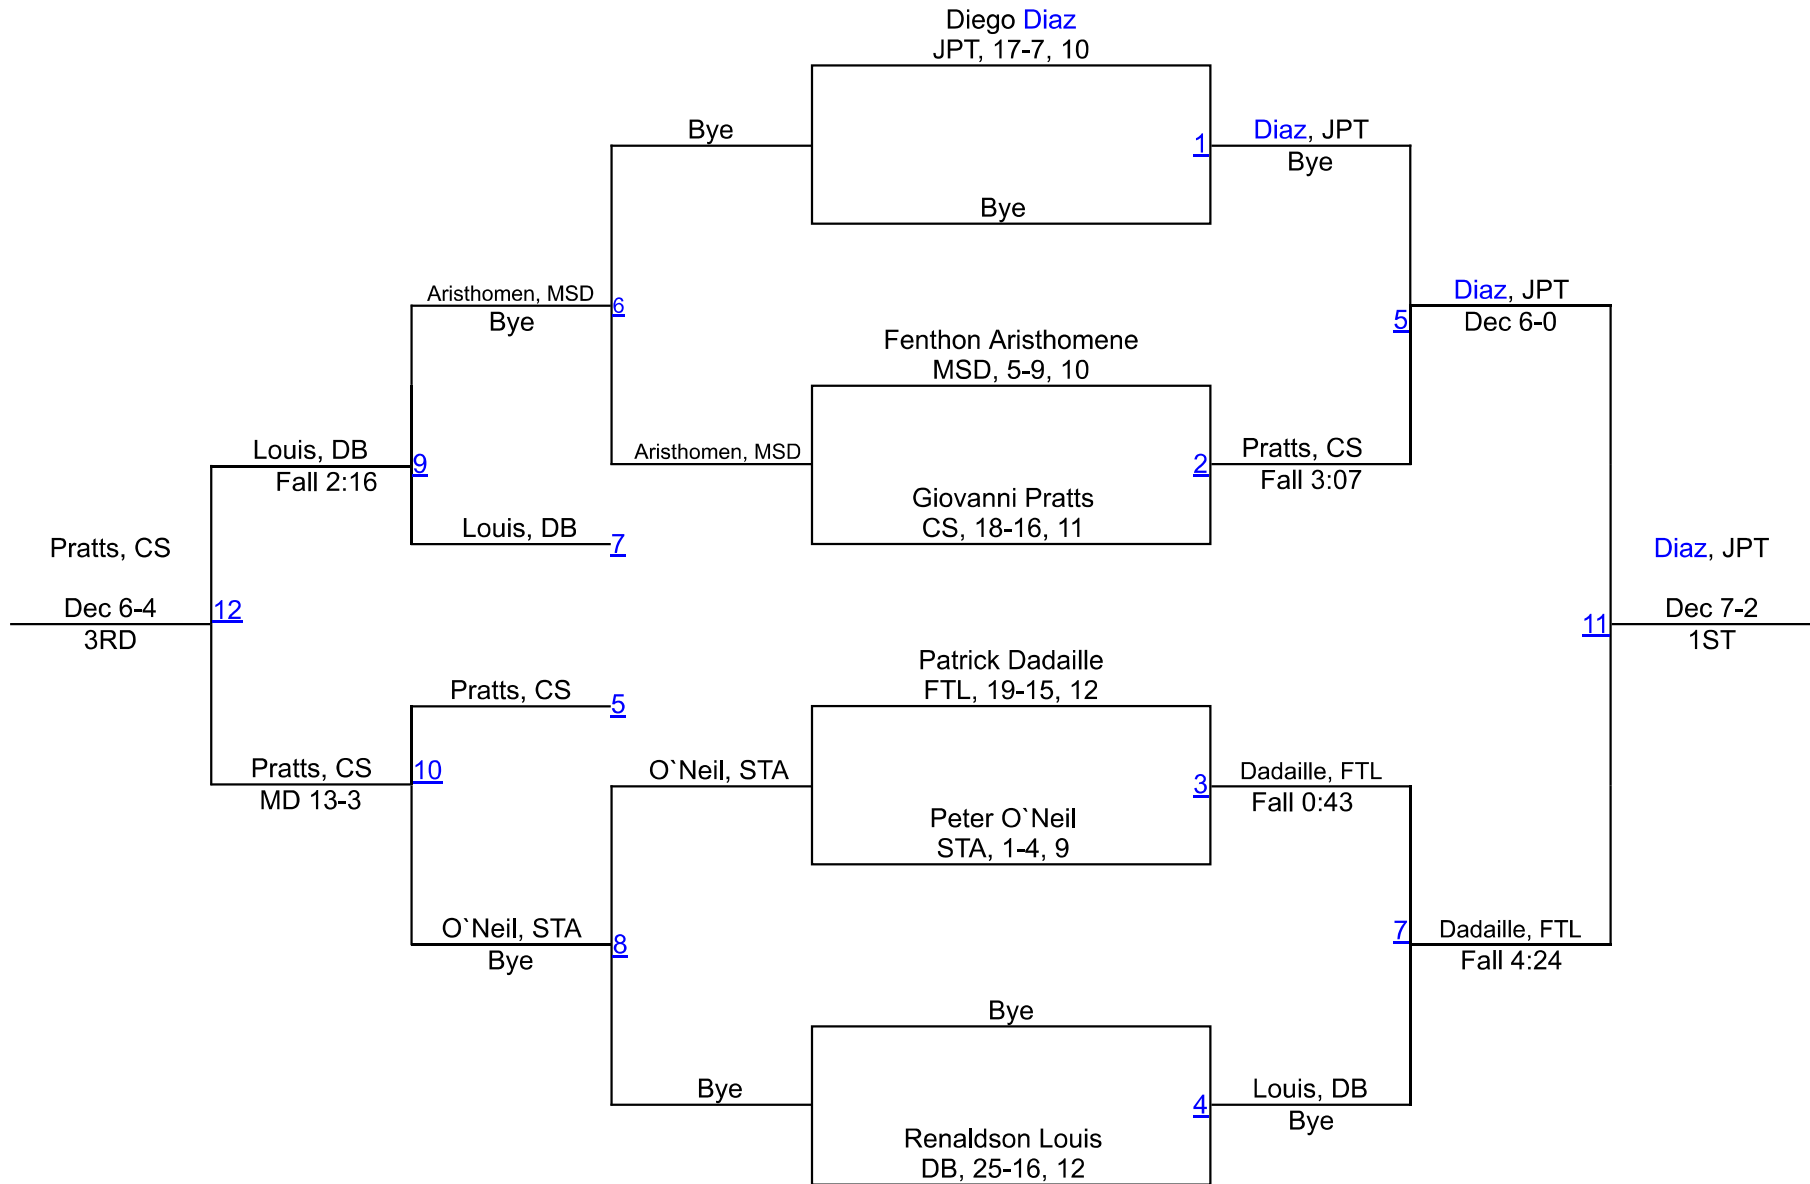 Diego Diaz
JPT, 17-7, 10
Bye
1
Diaz, JPT
Bye
Bye
Aristhomen, MSD
Bye
6
Diaz, JPT
Dec 6-0
5
Fenthon Aristhomene
MSD, 5-9, 10
Louis, DB
Fall 2:16
9
Aristhomen, MSD
2
Pratts, CS
Fall 3:07
Giovanni Pratts
CS, 18-16, 11
Louis, DB
7
Pratts, CS
Dec 6-4
3RD
12
Diaz, JPT
Dec 7-2
1ST
11
Patrick Dadaille
FTL, 19-15, 12
Pratts, CS
5
Pratts, CS
MD 13-3
10
O`Neil, STA
3
Dadaille, FTL
Fall 0:43
Peter O`Neil
STA, 1-4, 9
O`Neil, STA
Bye
8
7
Dadaille, FTL
Fall 4:24
Bye
Bye
4
Louis, DB
Bye
Renaldson Louis
DB, 25-16, 12